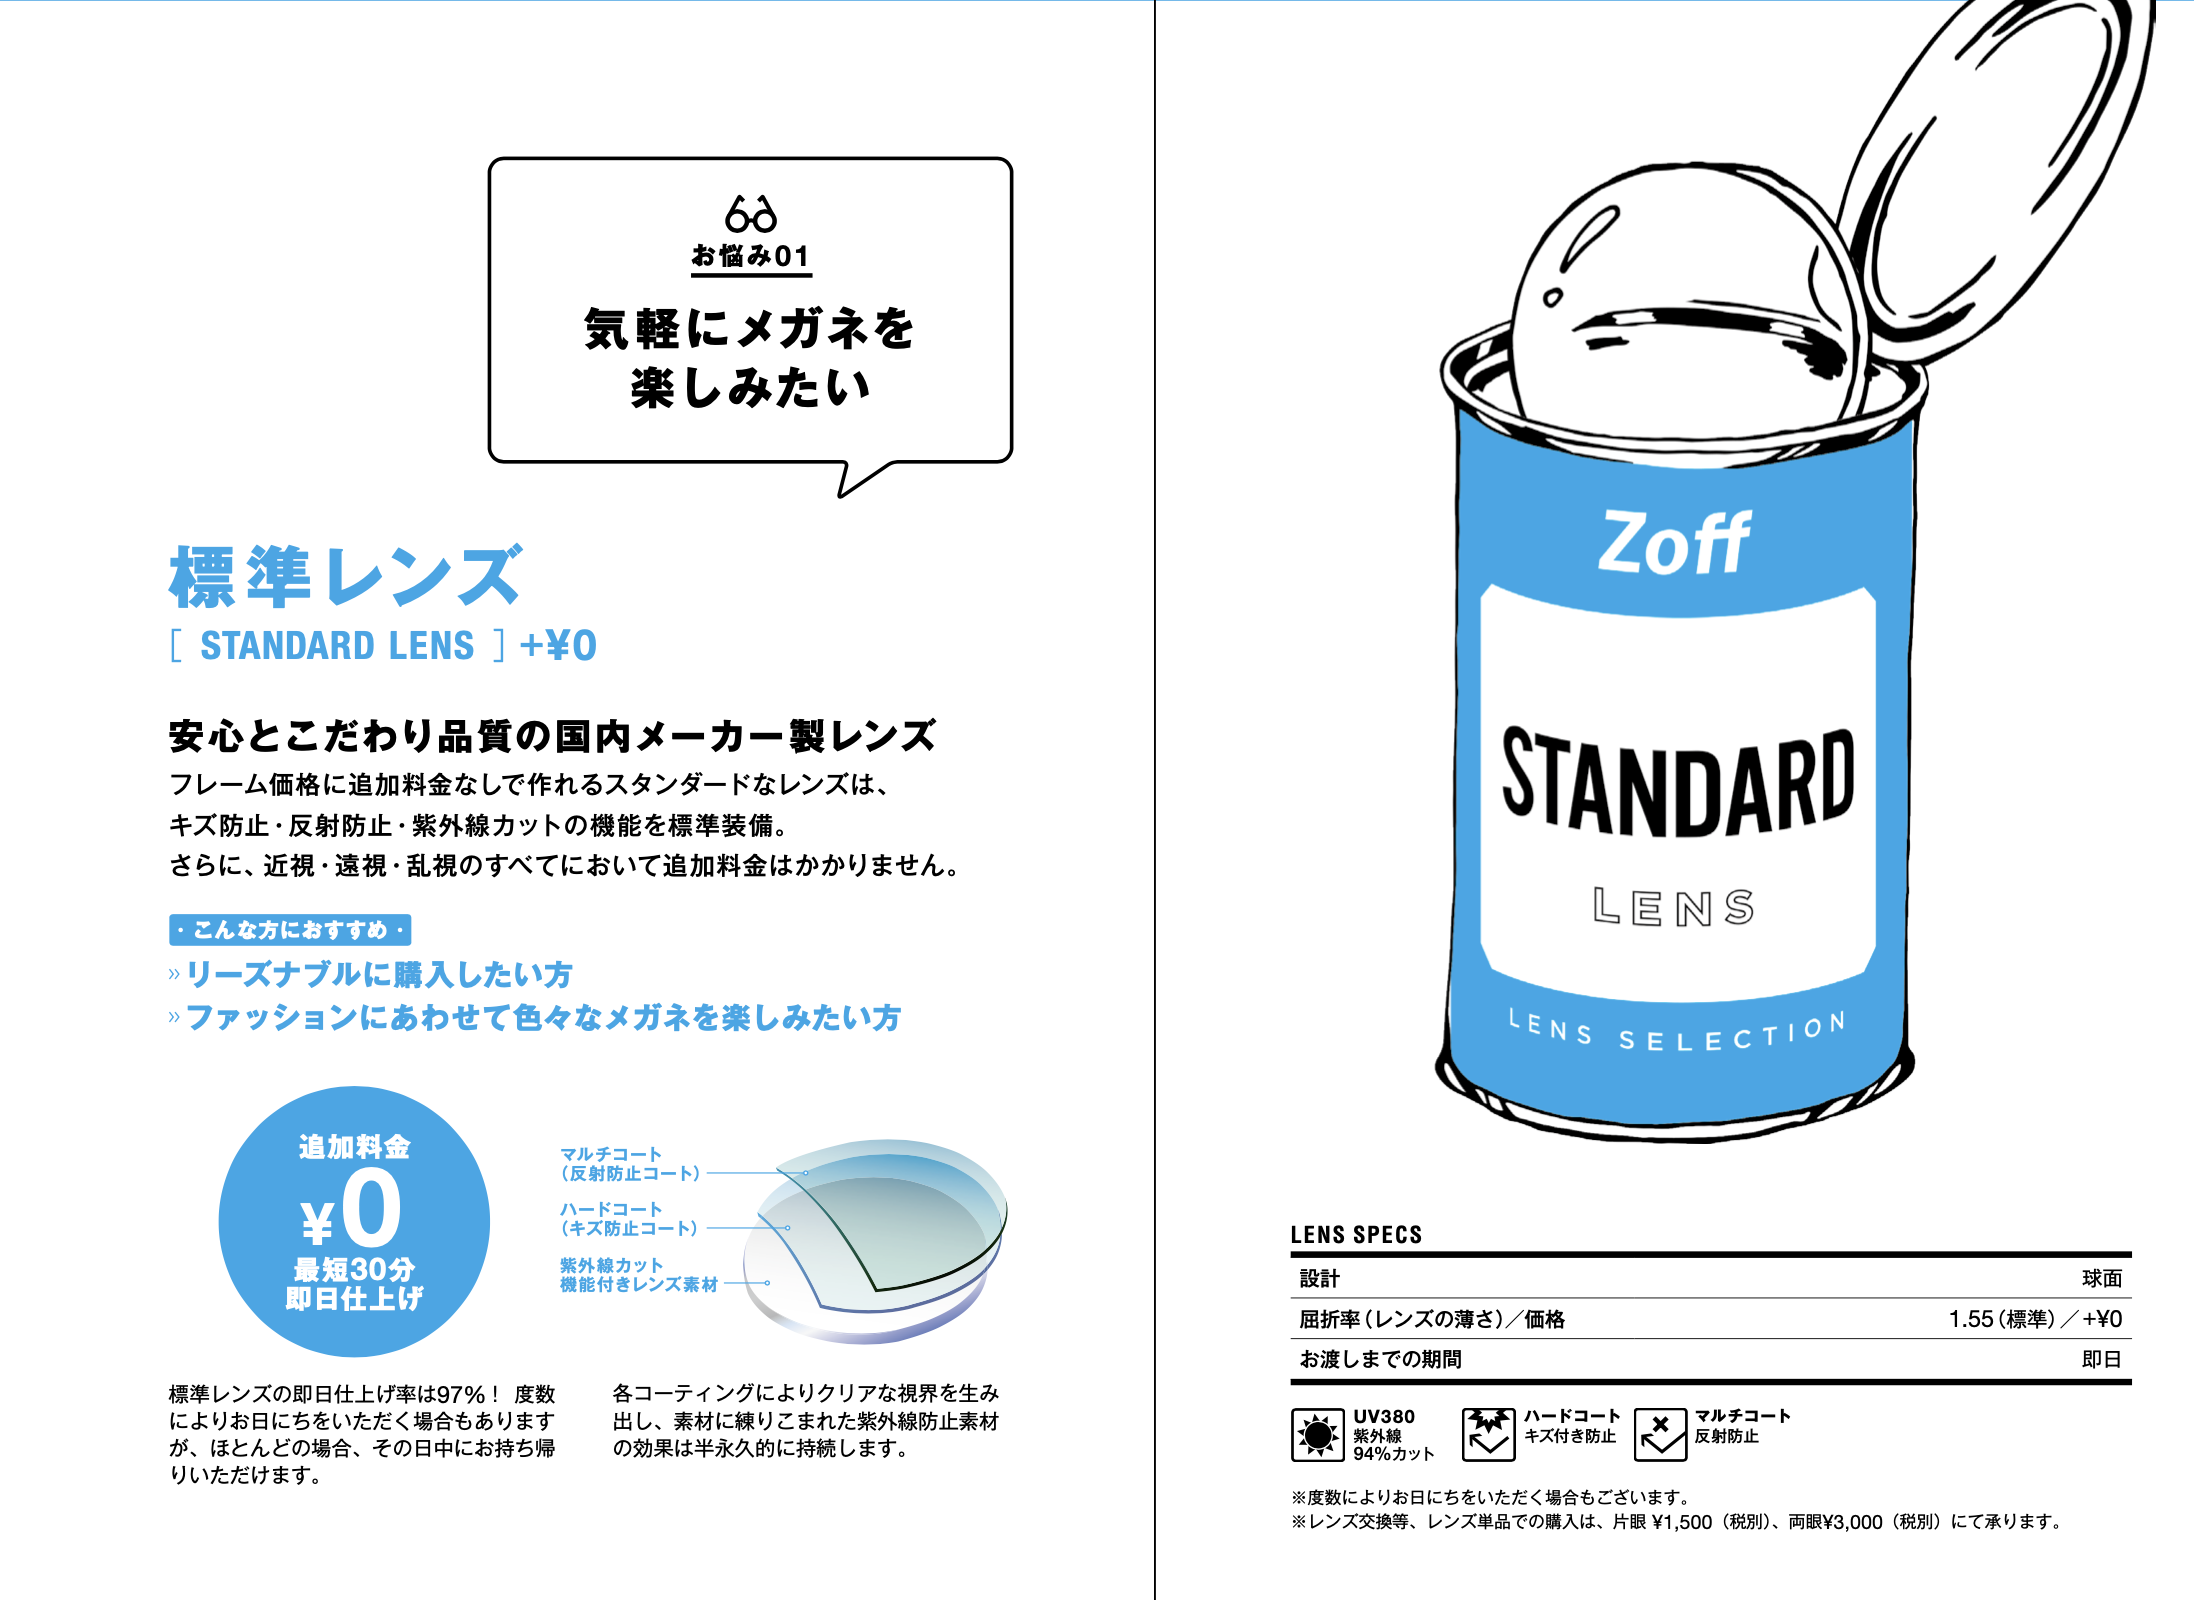 お悩み01
気軽にメガネを
楽しみたい
標準レンズ
[ STANDARD LENS ] +¥0
安心とこだわり品質の国内メーカー製レンズ
フレーム価格に追加料金なしで作れるスタンダードなレンズは、
キズ防止・反射防止・紫外線カットの機能を標準装備。
さらに、近視・遠視・乱視のすべてにおいて追加料金はかかりません。
・こんな方におすすめ・
» リーズナブルに購入したい方
» ファッションにあわせて色々なメガネを楽しみたい方
追加料金
¥0
最短30分
即日仕上げ
マルチコート
（反射防止コート）
ハードコート
（キズ防止コート）
紫外線カット
機能付きレンズ素材
標準レンズの即日仕上げ率は97%！ 度数
によりお日にちをいただく場合もあります
が、ほとんどの場合、その日中にお持ち帰
りいただけます。
各コーティングによりクリアな視界を生み
出し、素材に練りこまれた紫外線防止素材
の効果は半永久的に持続します。
Zoff
STANDARD
LENS
LENS SELECTION
LENS SPECS
設計 球面
屈折率（レンズの薄さ）／価格 1.55（標準）／+¥0
お渡しまでの期間 即日
UV380
紫外線
94%カット
ハードコート
キズ付き防止
マルチコート
反射防止
※度数によりお日にちをいただく場合もございます。
※レンズ交換等、レンズ単品での購入は、片眼 ¥1,500（税別）、両眼¥3,000（税別）にて承ります。